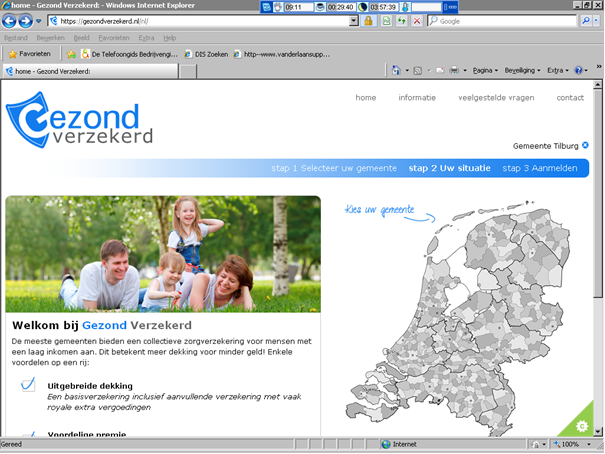 home - Gezond Verzekerd: - Windows Internet Explorer
09:11
00:29:40
03:57:39
https://gezondverzekerd.nl/nl/
Google
Bestand Bewerken Beeld Favorieten Extra Help
Favorieten
De Telefoongids Bedrijvengi...
DIS Zoeken
http--www.vanderlaansupp...
home - Gezond Verzekerd:
Pagina
Beveiliging
Extra
home informatie veelgestelde vragen contact
Gezond
verzekerd
Gemeente Tilburg
stap 1 Selecteer uw gemeente stap 2 Uw situatie stap 3 Aanmelden
Kies uw gemeente
Welkom bij Gezond Verzekerd
De meeste gemeenten bieden een collectieve zorgverzekering voor mensen met
een laag inkomen aan. Dit betekent meer dekking voor minder geld! Enkele
voordelen op een rij:
Uitgebreide dekking
Een basisverzekering inclusief aanvullende verzekering met vaak
royale extra vergoedingen
Voordelige premie
Gereed
Internet
100%